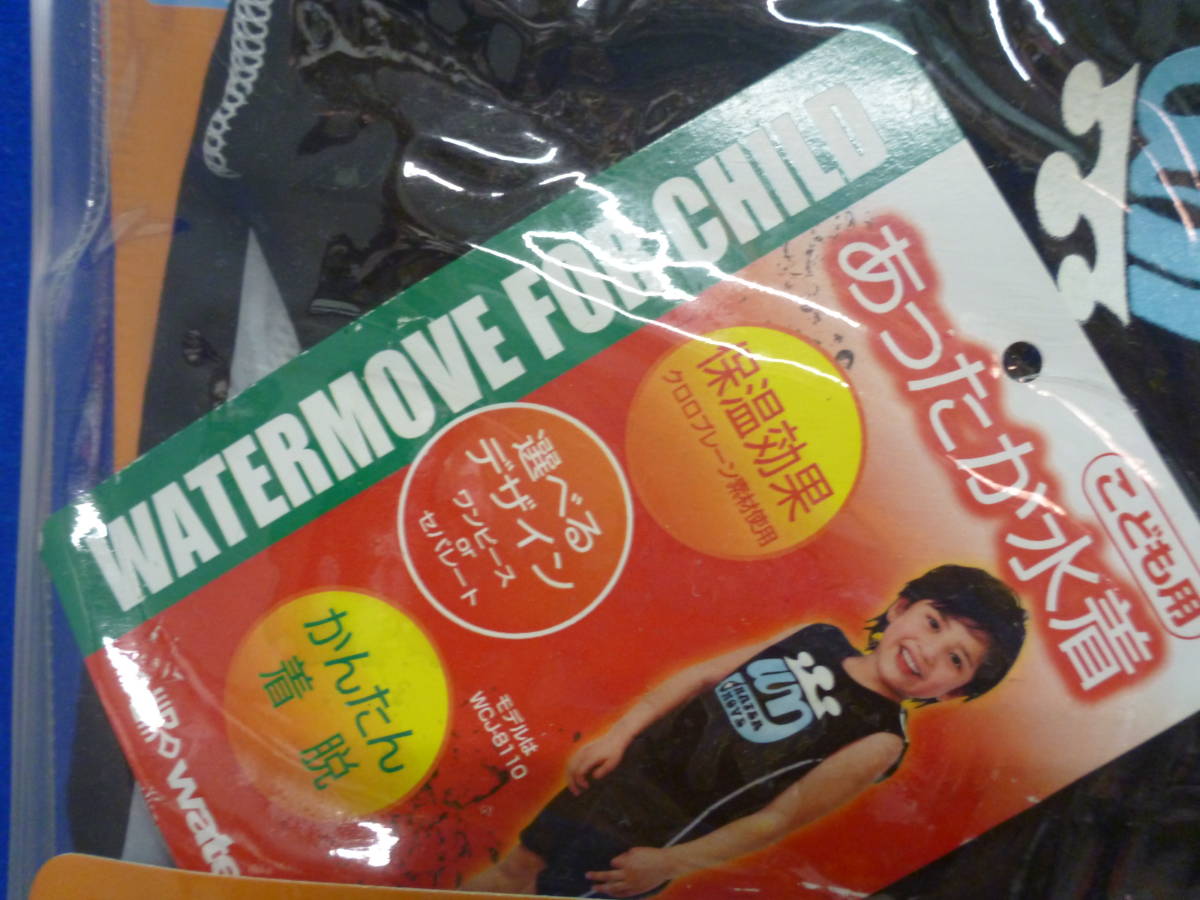 WATERMOVE FOR CHILD
あったか水着
こども用
保温効果
クロロプレーン素材使用
選べる
デザイン
ワンピース
or
セパレート
かんたん
着 脱
モデルは
WCJ-8110
WATER
MOVE